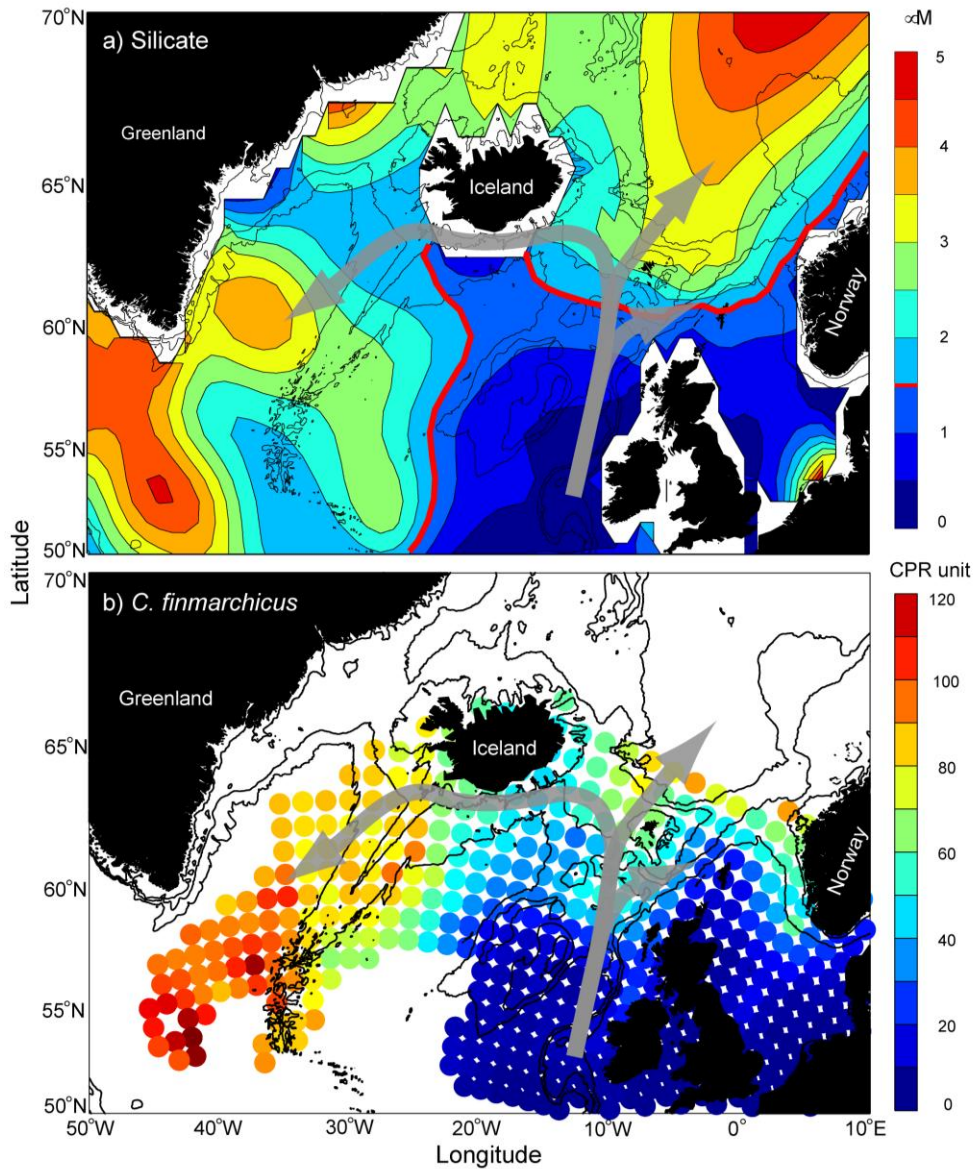 70°N
a) Silicate
∝M
5
Greenland
65°N
Iceland
4
3
60°N
Norway
2
55°N
1
50°N
0
Latitude
CPR unit
70°N
b) C. finmarchicus
120
Greenland
100
65°N
Iceland
80
60°N
Norway
60
40
55°N
20
50°N
0
50°W
40°W
30°W
20°W
10°W
0°
10°E
Longitude